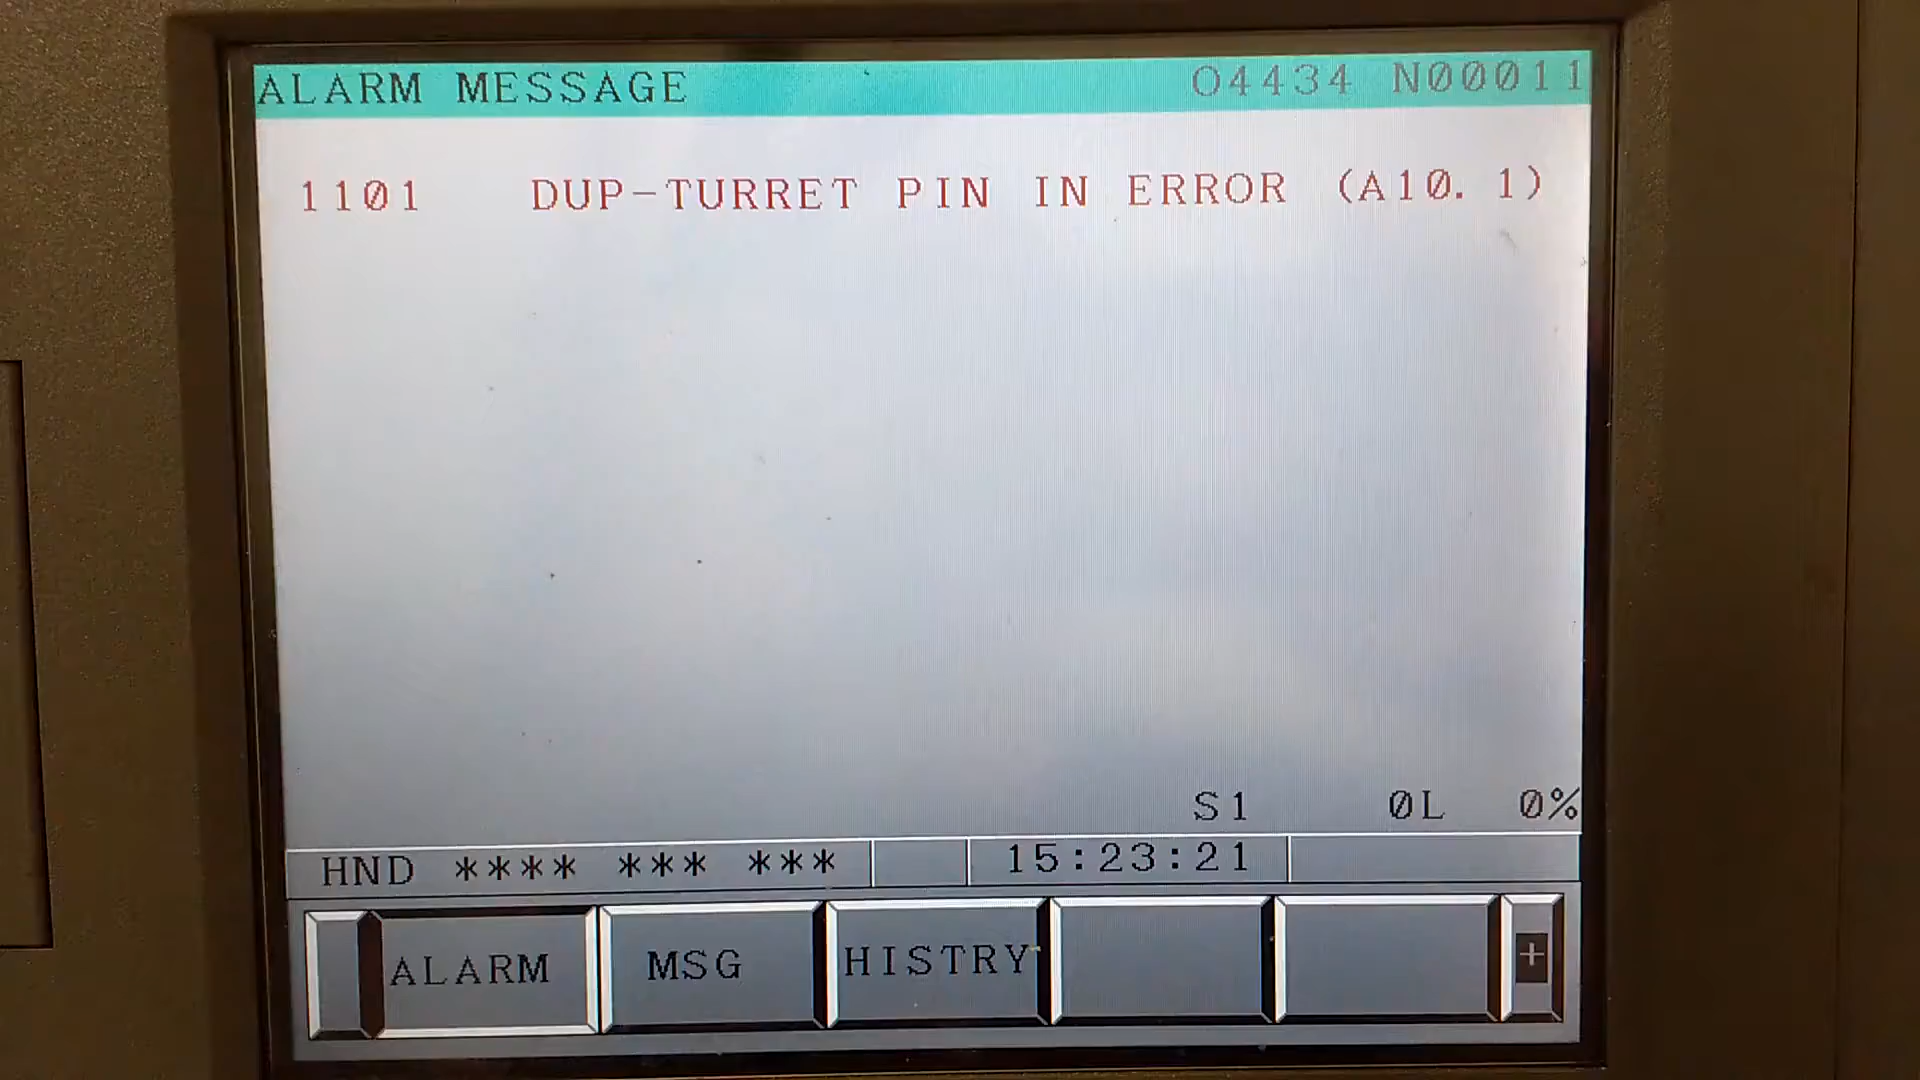 ALARM MESSAGE O4434 N00011
1101 DUP-TURRET PIN IN ERROR (A10.1)
S1 0L 0%
HND **** *** *** 15:23:21
ALARM MSG HISTRY +